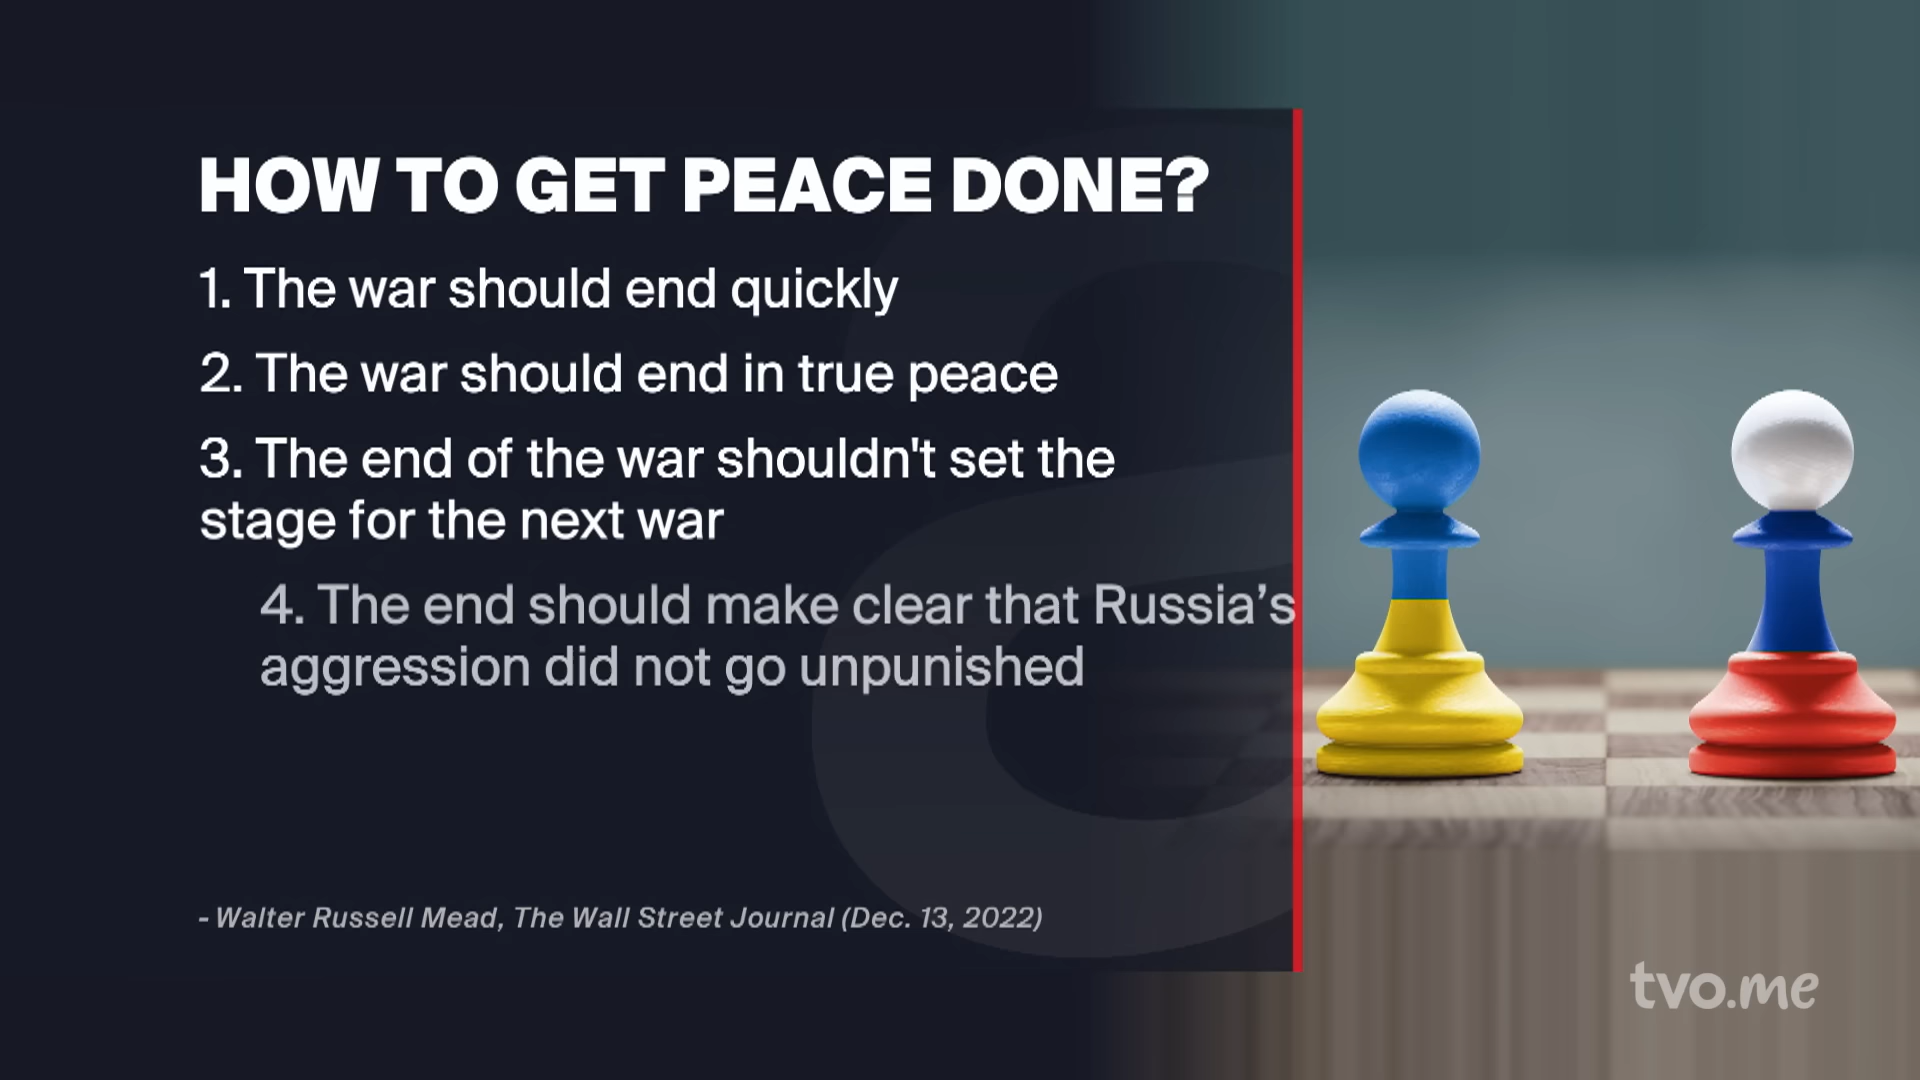 HOW TO GET PEACE DONE?
1. The war should end quickly
2. The war should end in true peace
3. The end of the war shouldn't set the
stage for the next war
4. The end should make clear that Russia’s
aggression did not go unpunished
- Walter Russell Mead, The Wall Street Journal (Dec. 13, 2022)
tvo.me